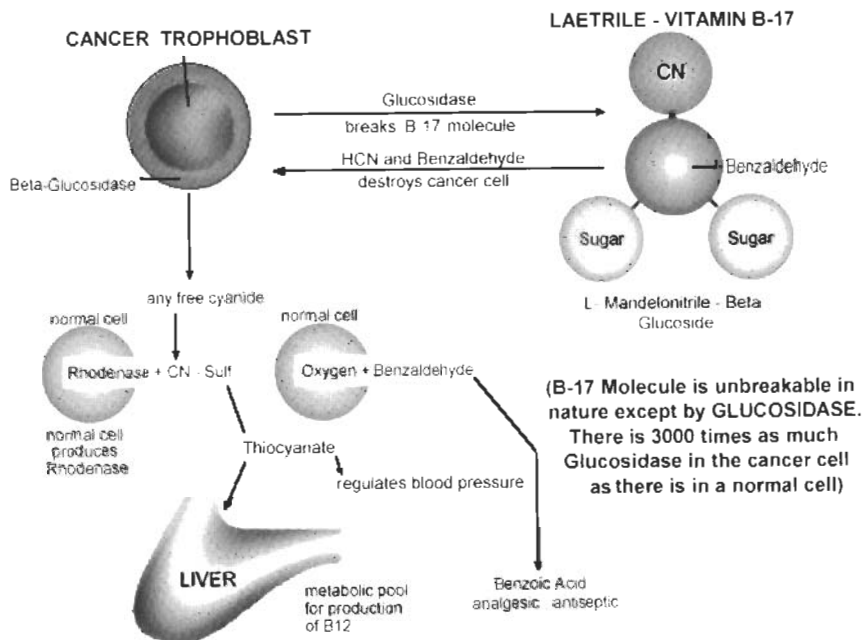 CANCER TROPHOBLAST
LAETRILE - VITAMIN B-17
CN
Glucosidase
breaks B-17 molecule
HCN and Benzaldehyde
destroys cancer cell
Benzaldehyde
Beta-Glucosidase
Sugar
Sugar
L - Mandelonitrile - Beta
Glucoside
any free cyanide
normal cell
normal cell
Rhodenase + CN - Sulf
Oxygen + Benzaldehyde
normal cell
produces
Rhodenase
(B-17 Molecule is unbreakable in
nature except by GLUCOSIDASE.
There is 3000 times as much
Glucosidase in the cancer cell
as there is in a normal cell)
Thiocyanate
regulates blood pressure
LIVER
metabolic pool
for production
of B12
Benzoic Acid
analgesic antiseptic